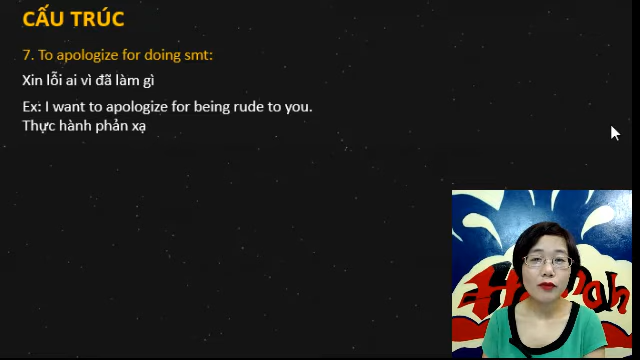 CẤU TRÚC
7. To apologize for doing smt:
Xin lỗi ai vì đã làm gì
Ex: I want to apologize for being rude to you.
Thực hành phản xạ